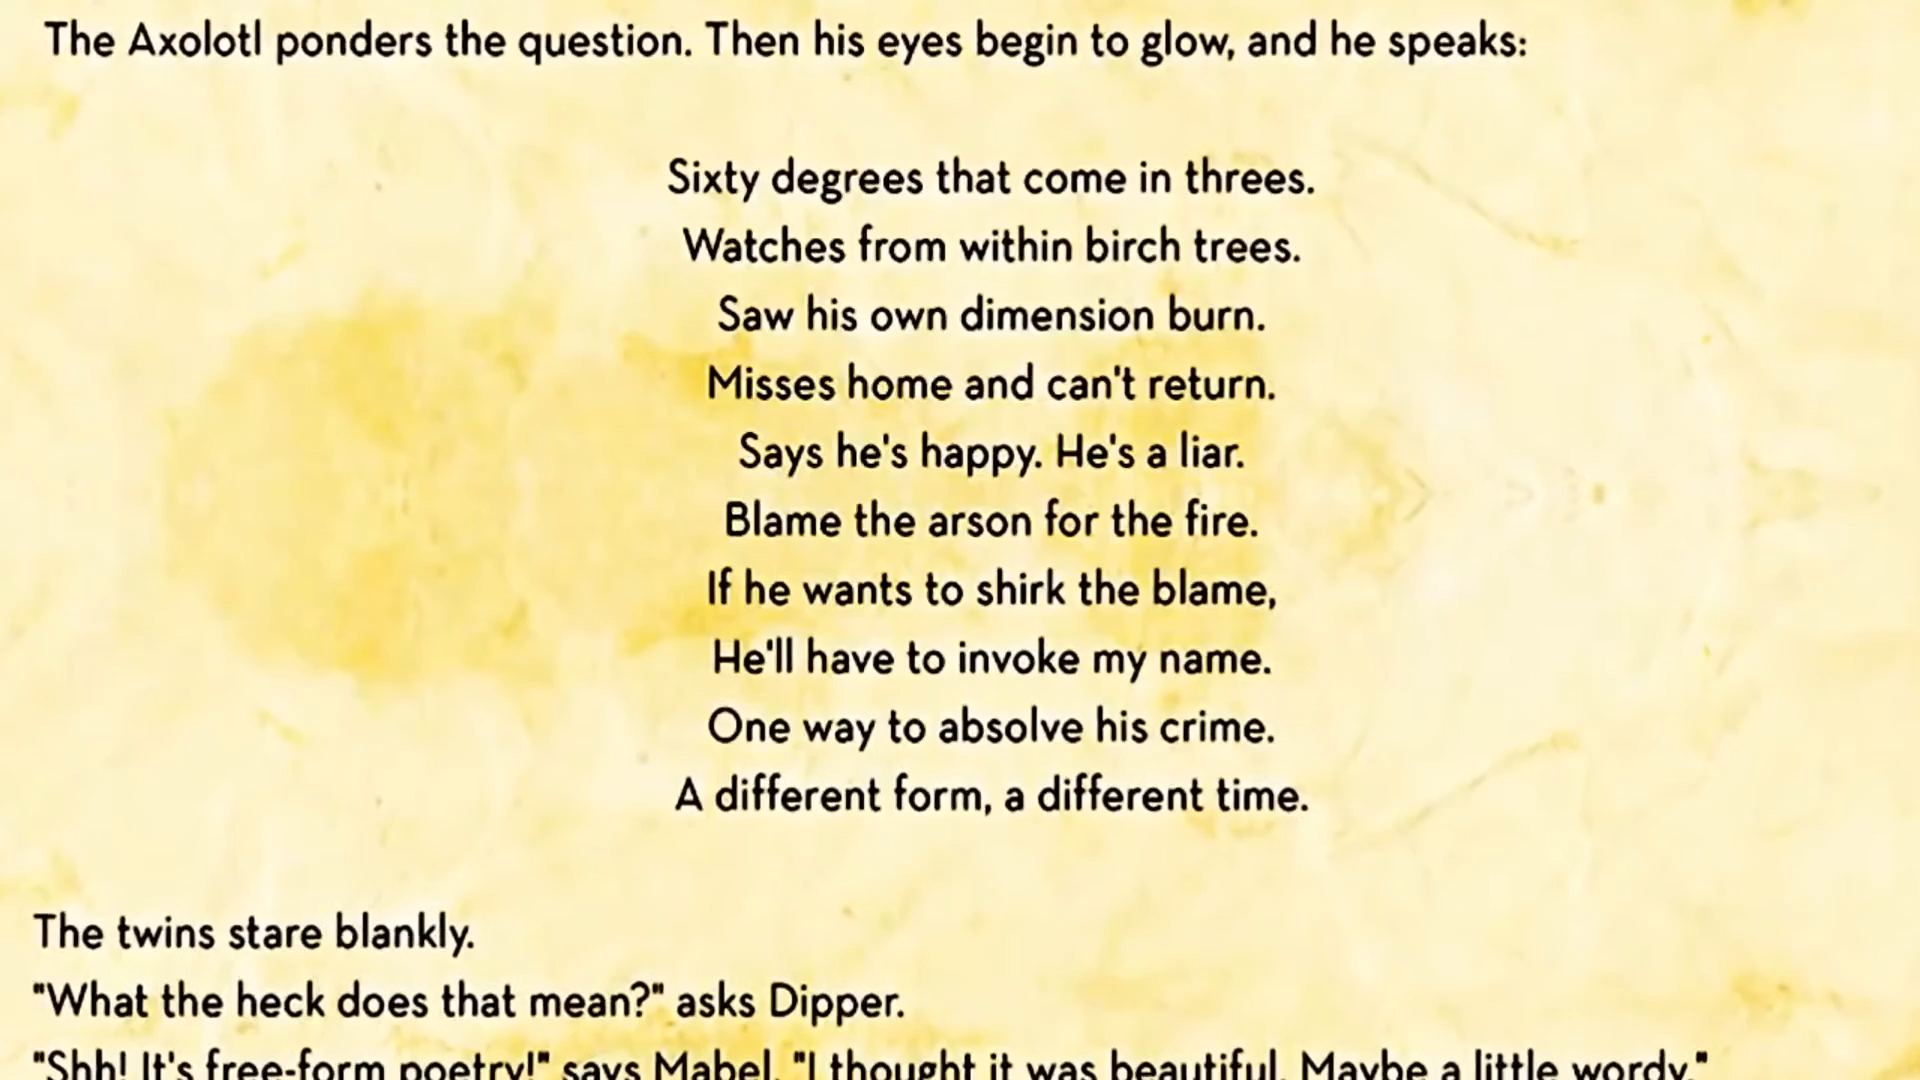 The Axolotl ponders the question. Then his eyes begin to glow, and he speaks:
Sixty degrees that come in threes.
Watches from within birch trees.
Saw his own dimension burn.
Misses home and can't return.
Says he's happy. He's a liar.
Blame the arson for the fire.
If he wants to shirk the blame,
He'll have to invoke my name.
One way to absolve his crime.
A different form, a different time.
The twins stare blankly.
"What the heck does that mean?" asks Dipper.
"Shh! It's free-form poetry!" says Mabel. "I thought it was beautiful. Maybe a little wordy."